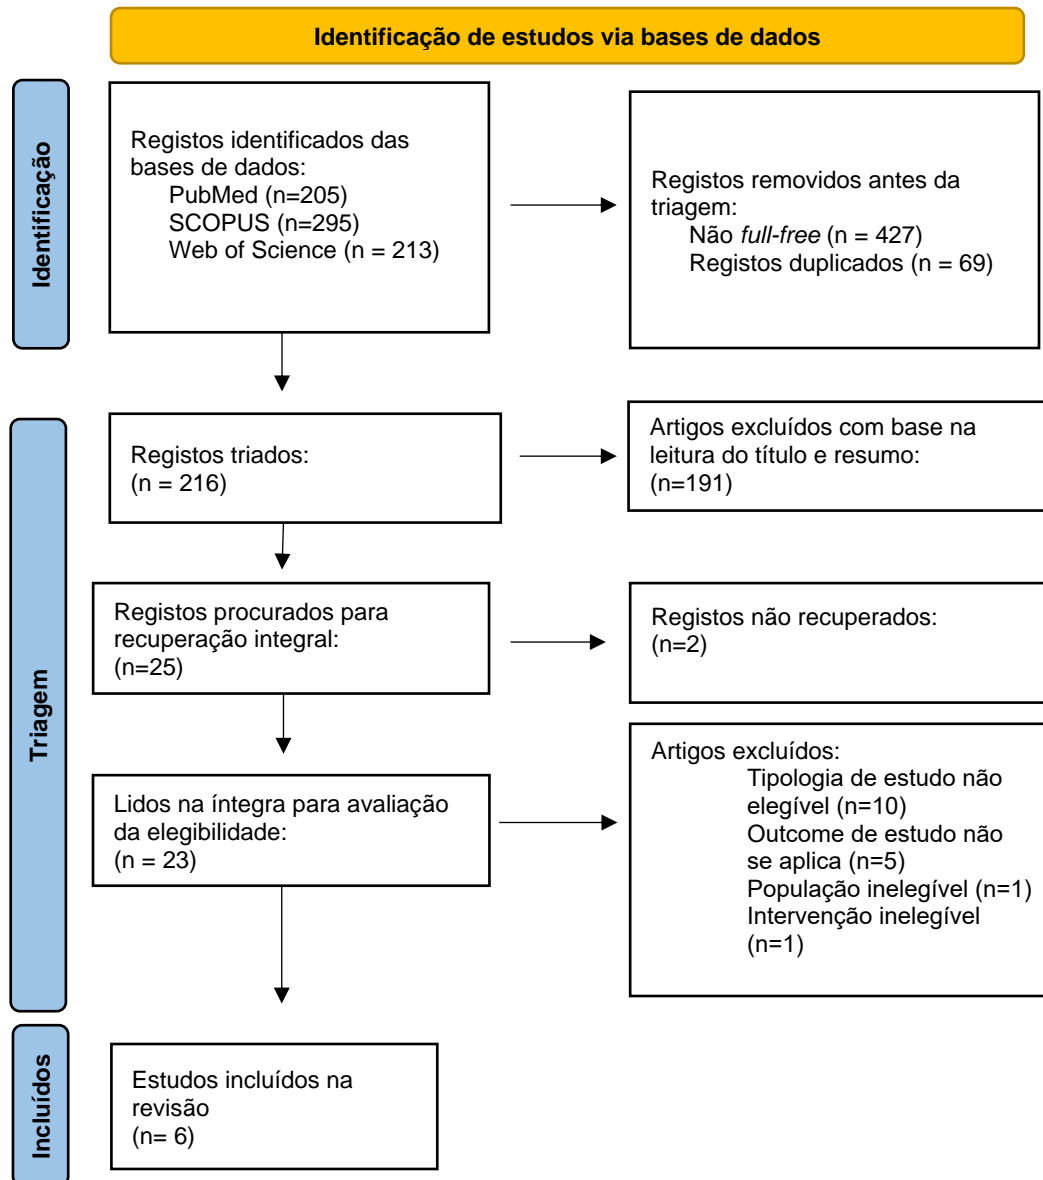 Identificação de estudos via bases de dados
Identificação
Registos identificados das
bases de dados:
PubMed (n=205)
SCOPUS (n=295)
Web of Science (n = 213)
Registos removidos antes da
triagem:
Não full-free (n = 427)
Registos duplicados (n = 69)
Triagem
Registos triados:
(n = 216)
Artigos excluídos com base na
leitura do título e resumo:
(n=191)
Registos procurados para
recuperação integral:
(n=25)
Registos não recuperados:
(n=2)
Lidos na íntegra para avaliação
da elegibilidade:
(n = 23)
Artigos excluídos:
Tipologia de estudo não
elegível (n=10)
Outcome de estudo não
se aplica (n=5)
População inelegível (n=1)
Intervenção inelegível
(n=1)
Incluídos
Estudos incluídos na
revisão
(n= 6)